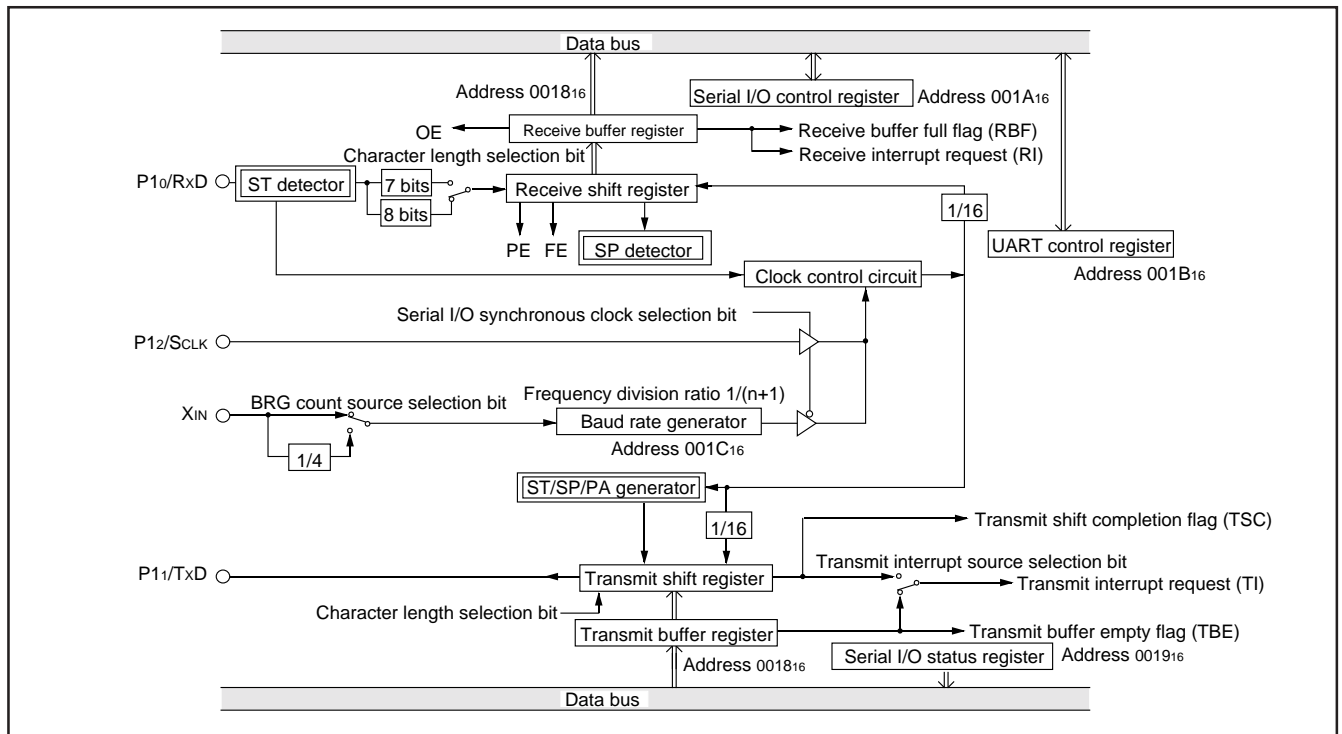 Data bus
Address 001816
Serial I/O control register
Address 001A16
OE
Receive buffer register
Receive buffer full flag (RBF)
Receive interrupt request (RI)
Character length selection bit
P10/RXD
ST detector
7 bits
8 bits
Receive shift register
1/16
PE
FE
SP detector
UART control register
Address 001B16
Clock control circuit
Serial I/O synchronous clock selection bit
P12/SCLK
XIN
BRG count source selection bit
Frequency division ratio 1/(n+1)
Baud rate generator
Address 001C16
1/4
ST/SP/PA generator
1/16
Transmit shift completion flag (TSC)
Transmit interrupt source selection bit
P11/TXD
Transmit shift register
Transmit interrupt request (TI)
Character length selection bit
Transmit buffer register
Transmit buffer empty flag (TBE)
Address 001816
Serial I/O status register
Address 001916
Data bus